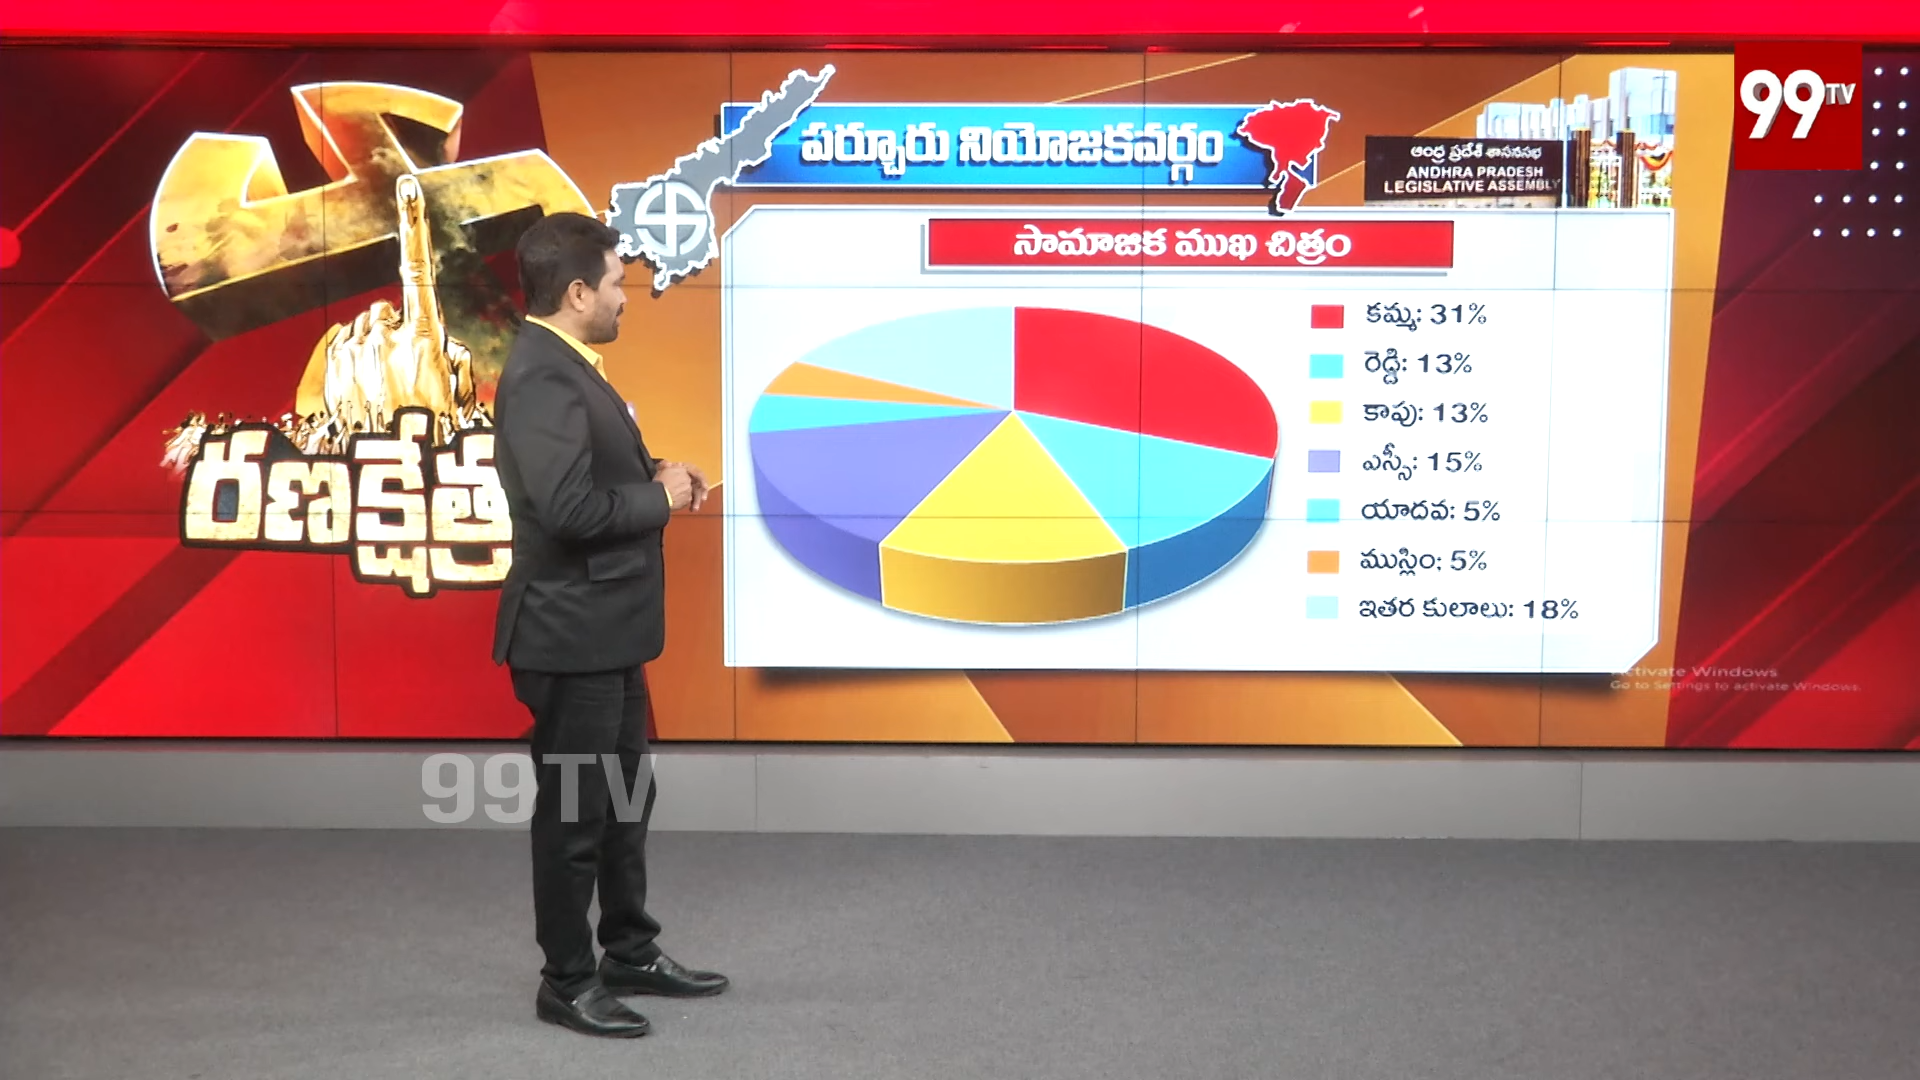 99TV
పర్చూరు నియోజకవర్గం
ఆంధ్ర ప్రదేశ్ శాసనసభ
ANDHRA PRADESH
LEGISLATIVE ASSEMBLY
సామాజిక ముఖ చిత్రం
కమ్మ: 31%
రెడ్డి: 13%
కాపు: 13%
ఎస్సీ: 15%
యాదవ: 5%
ముస్లిం: 5%
ఇతర కులాలు: 18%
రణక్షేత్ర
Activate Windows
Go to Settings to activate Windows.
99TV